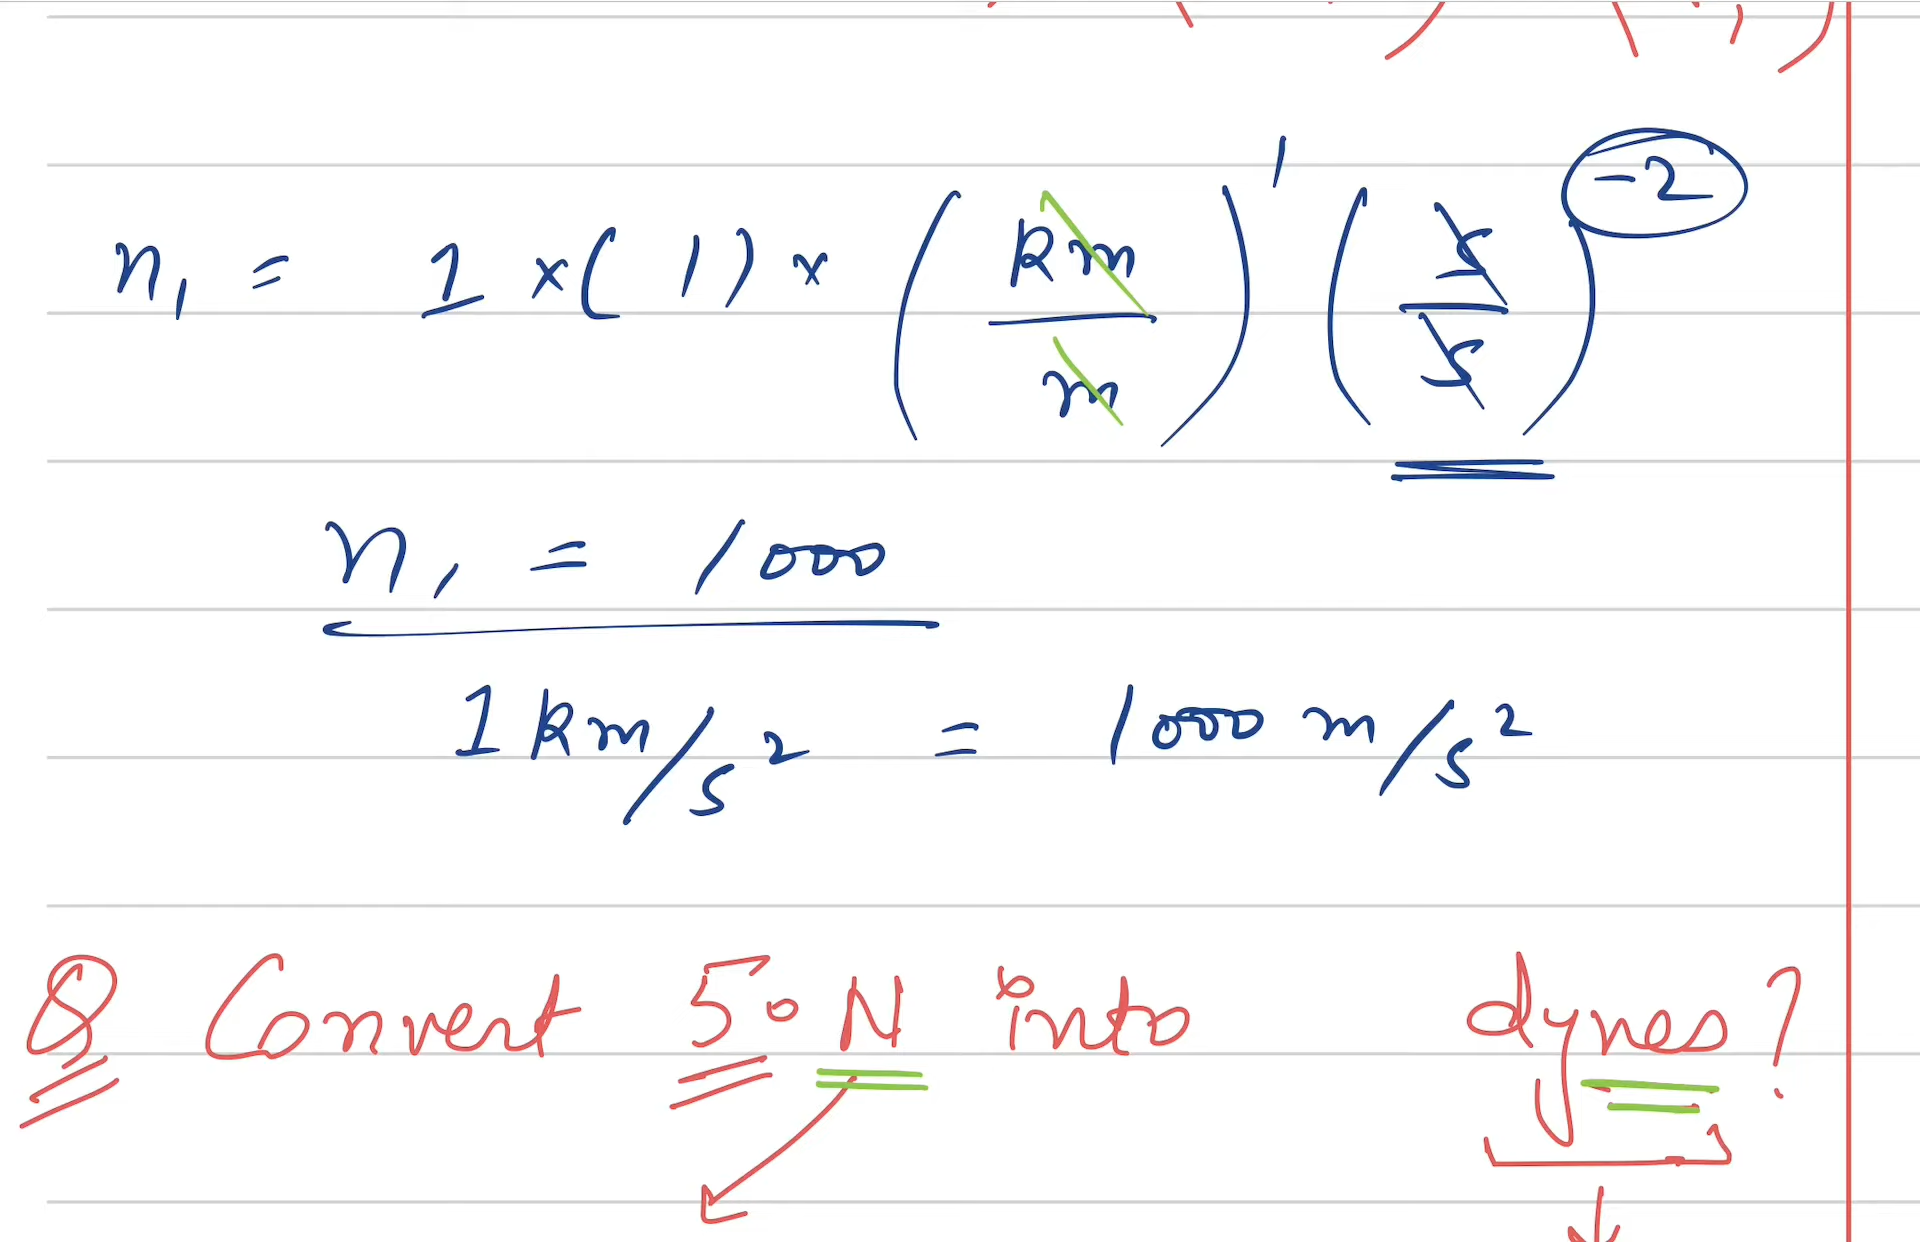 n₁ = 1 × (1) × (km/m)¹ (s/s)⁻²
n₁ = 1000
1 km/s² = 1000 m/s²
Q Convert 50 N into dynes?